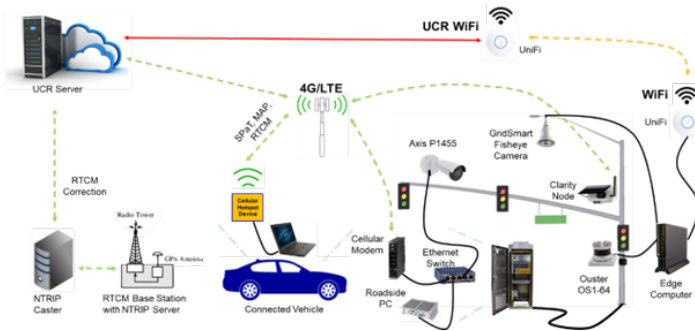 UCR WiFi
UniFi
UCR Server
4G/LTE
WiFi
UniFi
SPaT, MAP,
RTCM
GridSmart
Fisheye
Camera
Axis P1455
Clarity
Node
RTCM
Correction
Cellular
Hotspot
Device
Radio Tower
GPS Antenna
Cellular
Modem
Ethernet
Switch
Ouster
OS1-64
Edge
Computer
Roadside
PC
NTRIP
Caster
RTCM Base Station
with NTRIP Server
Connected Vehicle